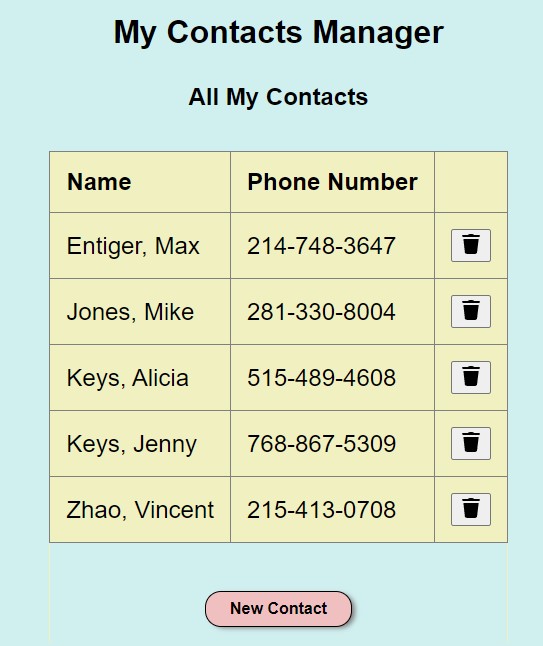 My Contacts Manager
All My Contacts
Name Phone Number
Entiger, Max 214-748-3647
Jones, Mike 281-330-8004
Keys, Alicia 515-489-4608
Keys, Jenny 768-867-5309
Zhao, Vincent 215-413-0708
New Contact